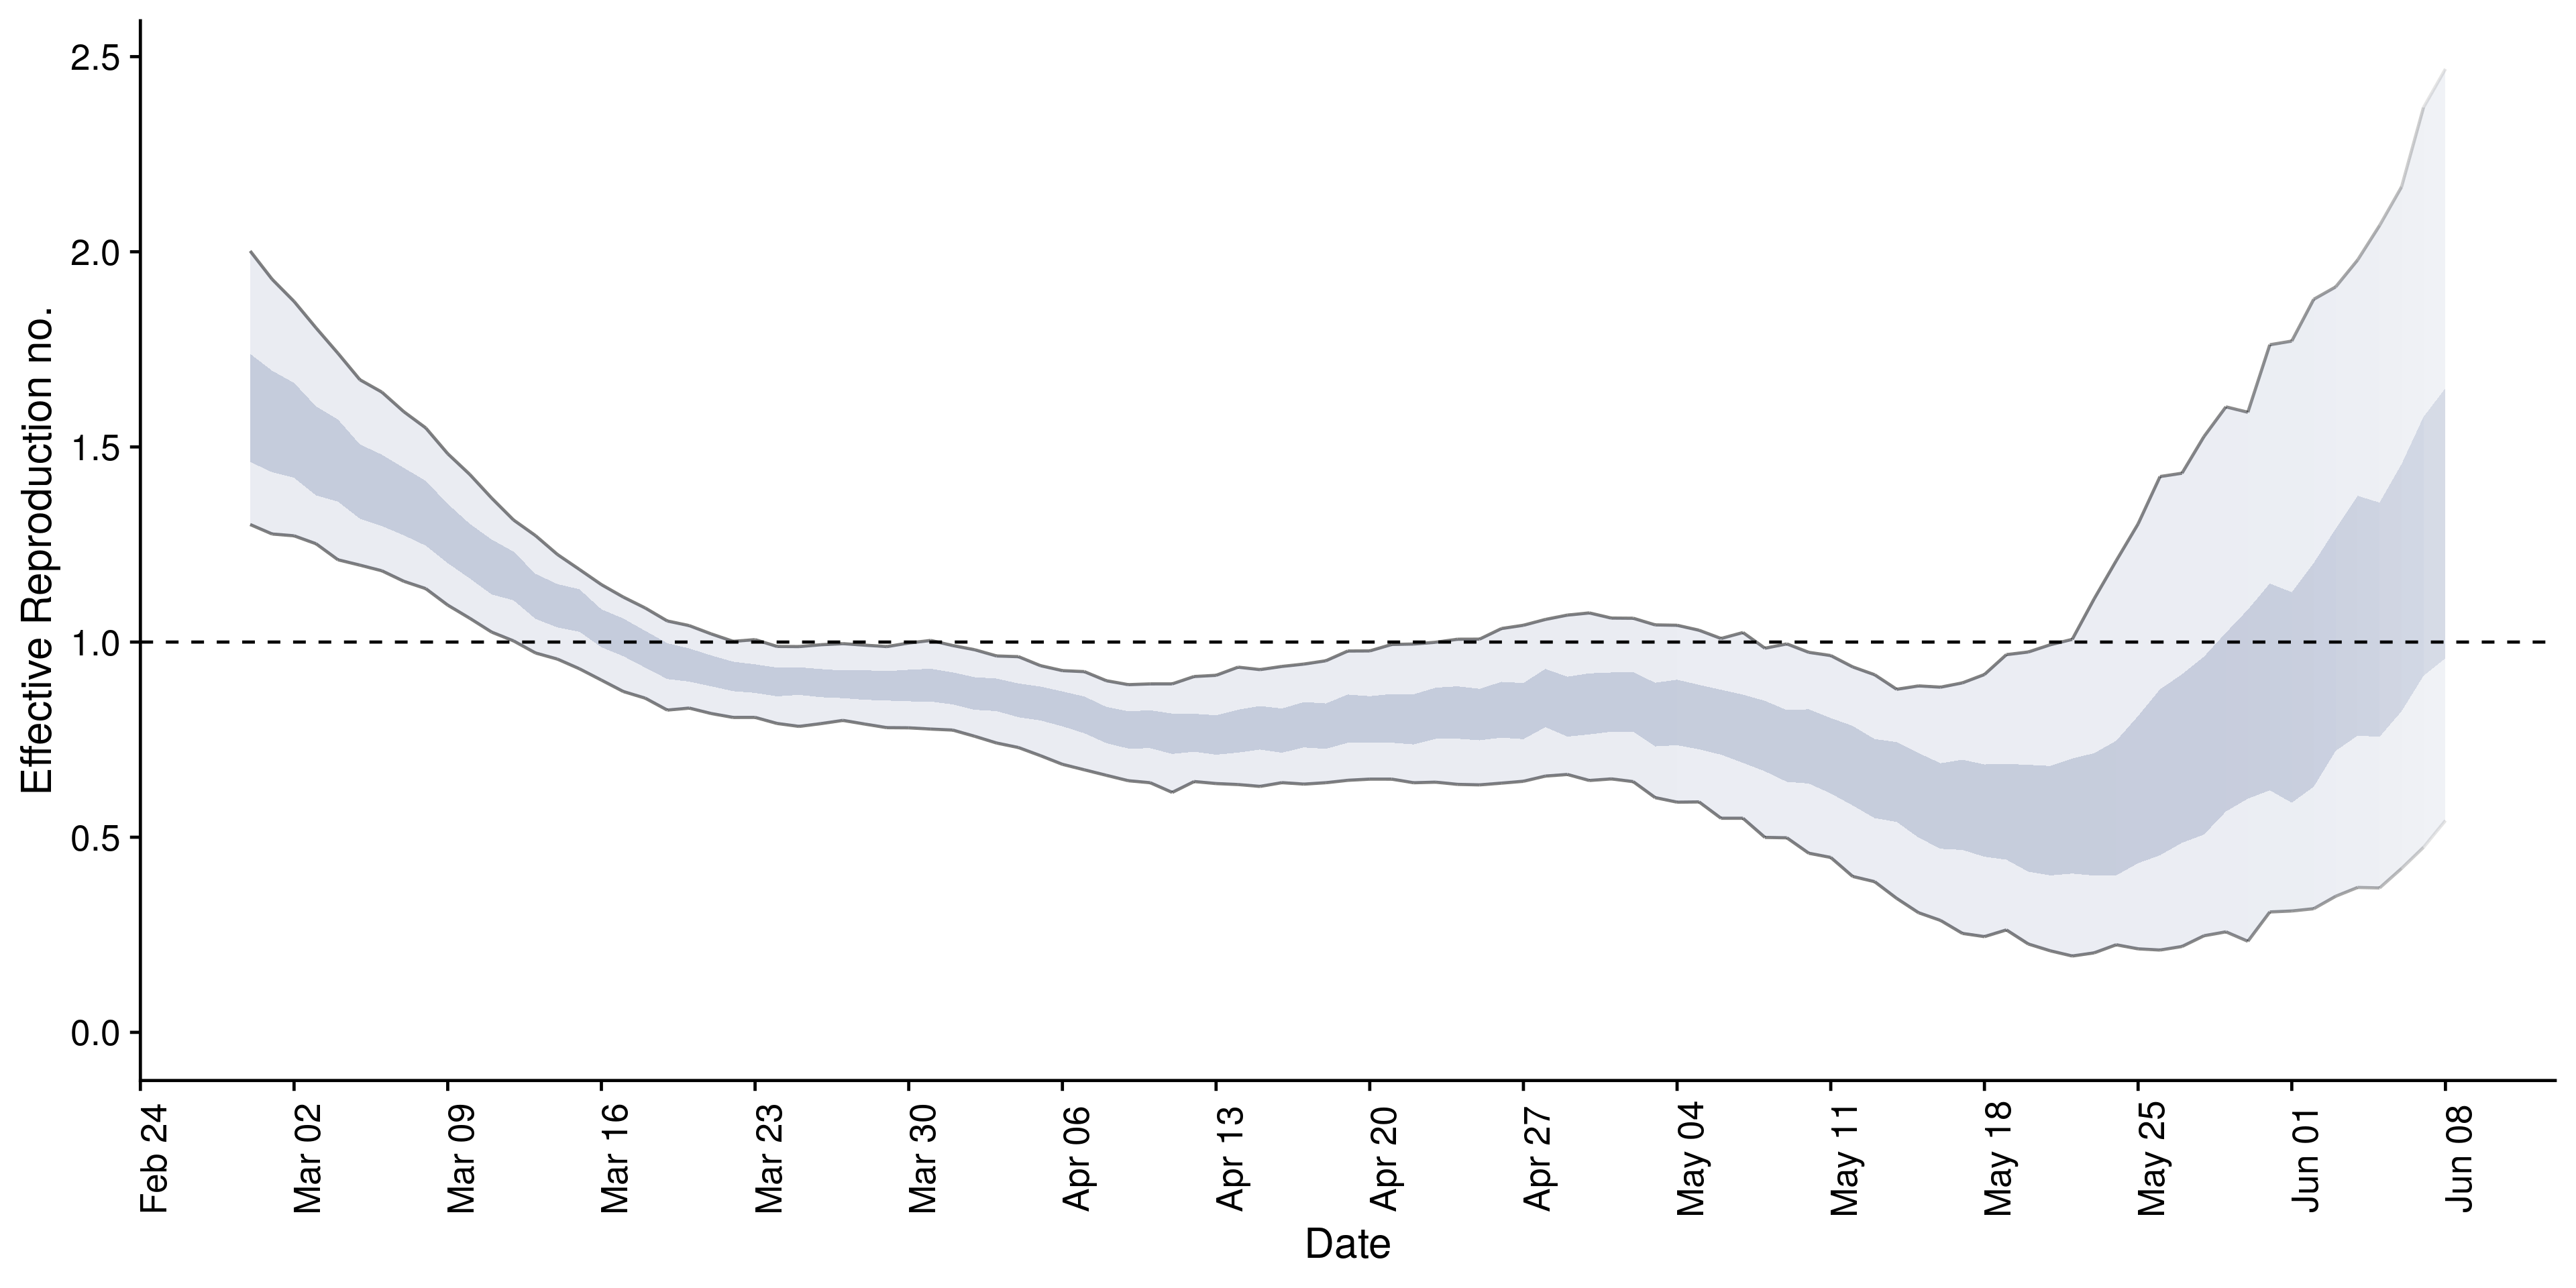 Effective Reproduction no.
2.5
2.0
1.5
1.0
0.5
0.0
Feb 24
Mar 02
Mar 09
Mar 16
Mar 23
Mar 30
Apr 06
Apr 13
Apr 20
Apr 27
May 04
May 11
May 18
May 25
Jun 01
Jun 08
Date